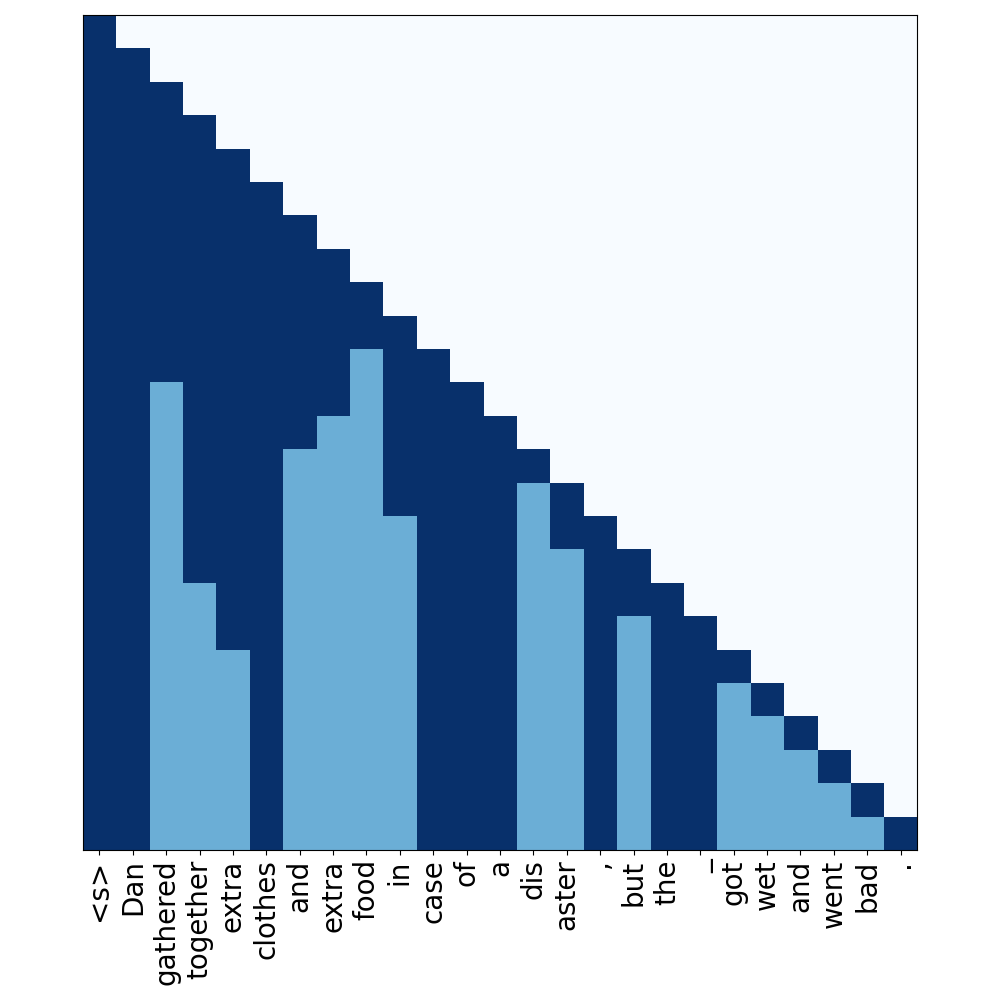 <s> Dan gathered together extra clothes and extra food in case of a dis aster , but the _ got wet and went bad .